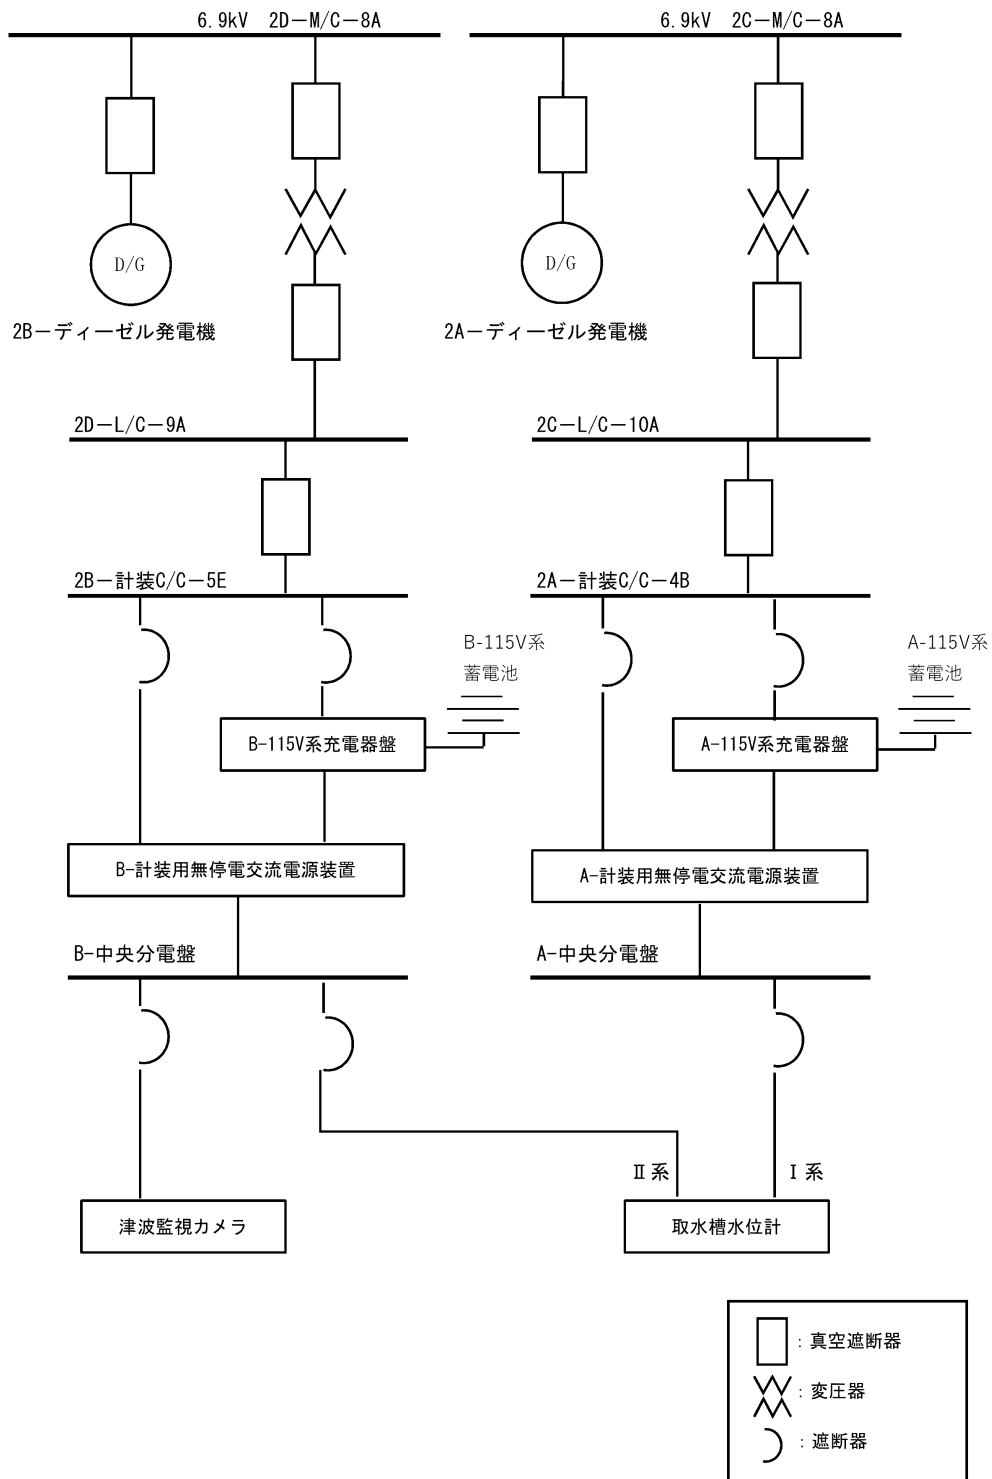 6.9kV 2D－M/C－8A
6.9kV 2C－M/C－8A
D/G
D/G
2B－ディーゼル発電機
2A－ディーゼル発電機
2D－L/C－9A
2C－L/C－10A
2B－計装C/C－5E
2A－計装C/C－4B
B-115V系
蓄電池
A-115V系
蓄電池
B-115V系充電器盤
A-115V系充電器盤
B-計装用無停電交流電源装置
A-計装用無停電交流電源装置
B-中央分電盤
A-中央分電盤
Ⅱ系
Ⅰ系
津波監視カメラ
取水槽水位計
：真空遮断器
：変圧器
：遮断器